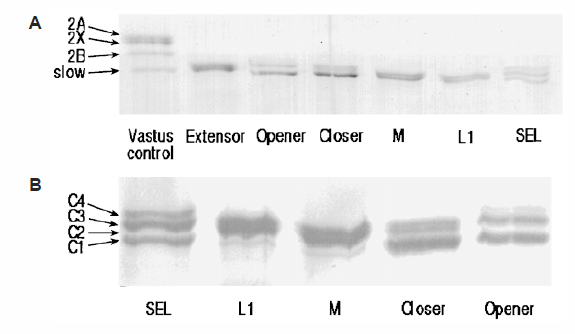 A
2A
2X
2B
slow
Vastus control Extensor Opener Closer M L1 SEL
B
C4
C3
C2
C1
SEL L1 M Closer Opener